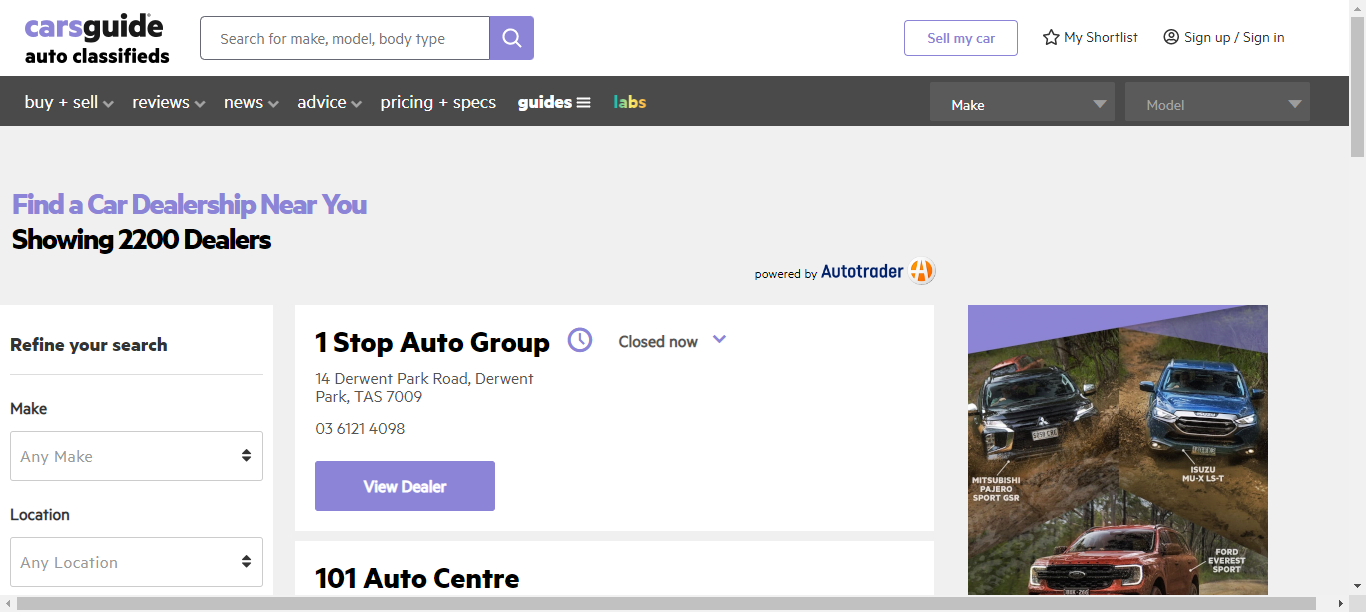 carsguide
auto classifieds
Search for make, model, body type
Sell my car
My Shortlist
Sign up / Sign in
buy + sell
reviews
news
advice
pricing + specs
guides
labs
Make
Model
Find a Car Dealership Near You
Showing 2200 Dealers
powered by Autotrader
Refine your search
Make
Any Make
Location
Any Location
1 Stop Auto Group
Closed now
14 Derwent Park Road, Derwent
Park, TAS 7009
03 6121 4098
View Dealer
101 Auto Centre
MITSUBISHI
PAJERO
SPORT GSR
ISUZU
MU-X LS-T
FORD
EVEREST
SPORT